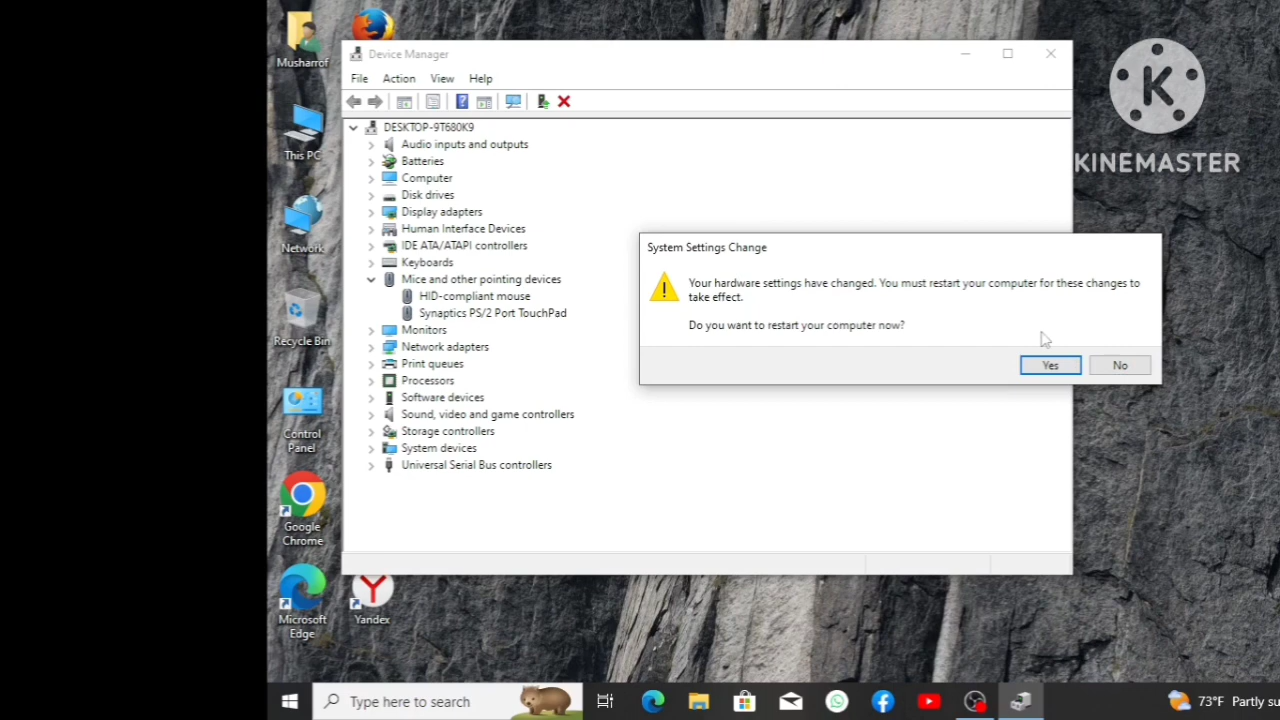 Musharrof
This PC
Network
Recycle Bin
Control
Panel
Google
Chrome
Microsoft
Edge
Yandex
Device Manager
File Action View Help
DESKTOP-9T680K9
Audio inputs and outputs
Batteries
Computer
Disk drives
Display adapters
Human Interface Devices
IDE ATA/ATAPI controllers
Keyboards
Mice and other pointing devices
HID-compliant mouse
Synaptics PS/2 Port TouchPad
Monitors
Network adapters
Print queues
Processors
Software devices
Sound, video and game controllers
Storage controllers
System devices
Universal Serial Bus controllers
System Settings Change
Your hardware settings have changed. You must restart your computer for these changes to
take effect.
Do you want to restart your computer now?
Yes No
K
KINEMASTER
Type here to search
73°F Partly su